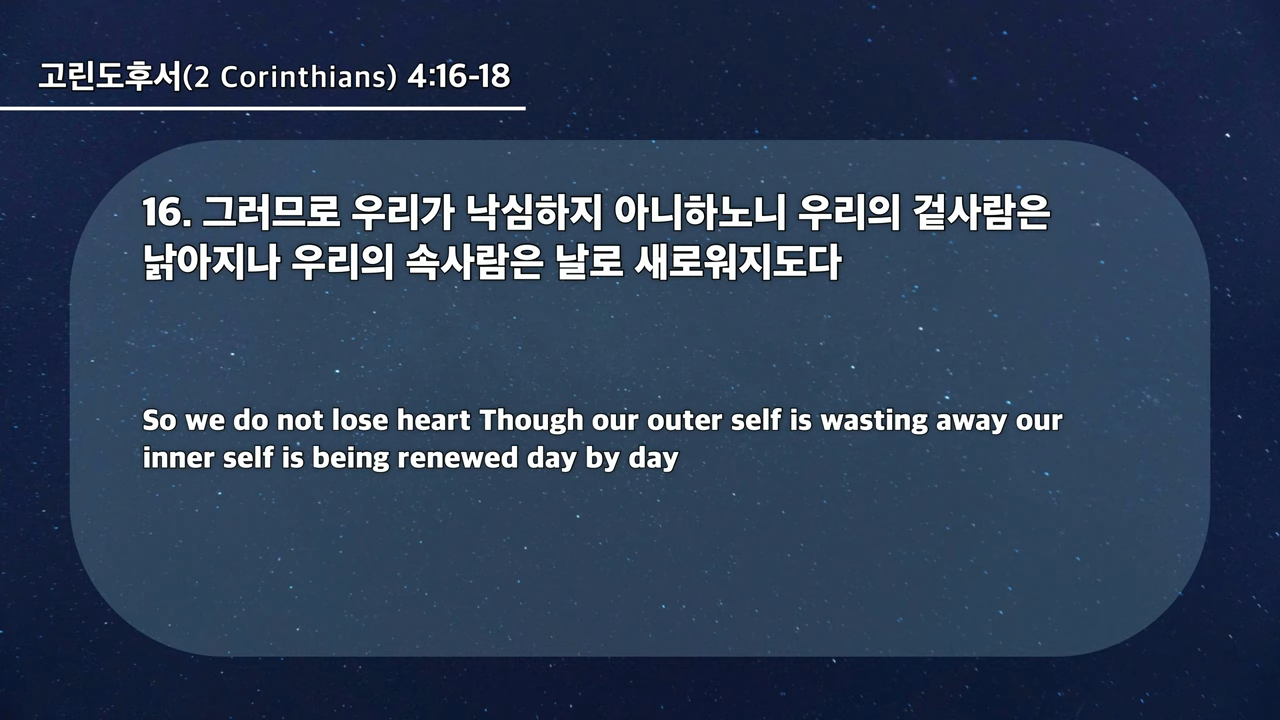 고린도후서(2 Corinthians) 4:16-18
16. 그러므로 우리가 낙심하지 아니하노니 우리의 겉사람은
낡아지나 우리의 속사람은 날로 새로워지도다
So we do not lose heart Though our outer self is wasting away our
inner self is being renewed day by day